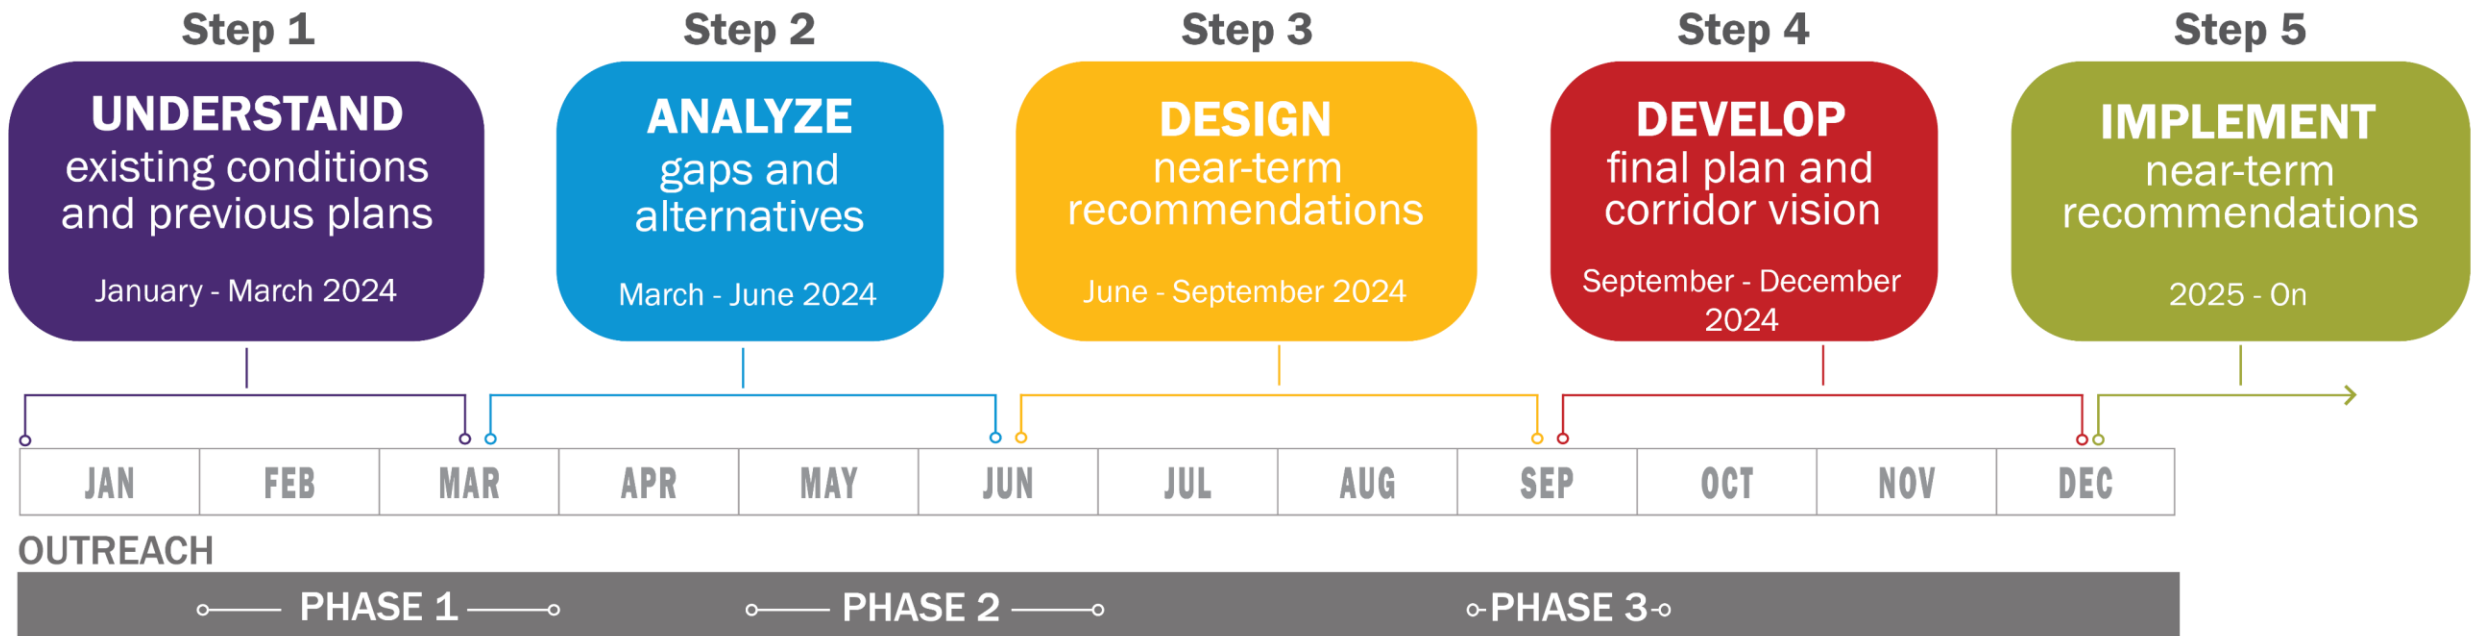 Step 1
UNDERSTAND
existing conditions
and previous plans
January - March 2024
Step 2
ANALYZE
gaps and
alternatives
March - June 2024
Step 3
DESIGN
near-term
recommendations
June - September 2024
Step 4
DEVELOP
final plan and
corridor vision
September - December
2024
Step 5
IMPLEMENT
near-term
recommendations
2025 - On
JAN FEB MAR APR MAY JUN JUL AUG SEP OCT NOV DEC
OUTREACH
PHASE 1 PHASE 2 PHASE 3